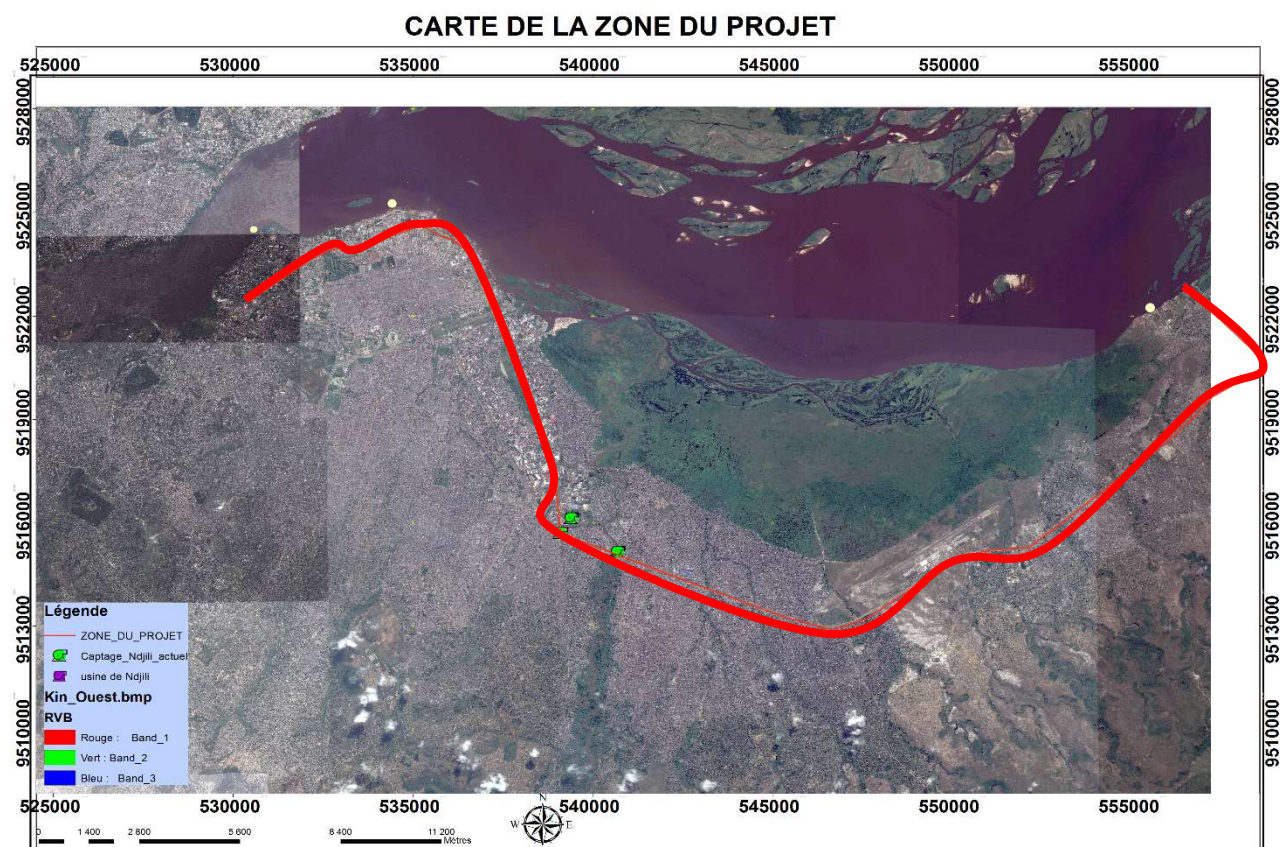 CARTE DE LA ZONE DU PROJET
525000 530000 535000 540000 545000 550000 555000
9528000 9528000
9525000 9525000
9522000 9522000
9519000 9519000
9516000 9516000
9513000 9513000
9510000 9510000
Légende
ZONE_DU_PROJET
Captage_Ndjili_actuel
usine de Ndjili
Kin_Ouest.bmp
RVB
Rouge : Band_1
Vert : Band_2
Bleu : Band_3
525000 530000 535000 540000 545000 550000 555000
N
W E
S
0 1 400 2 800 5 600 8 400 11 200
Mètres